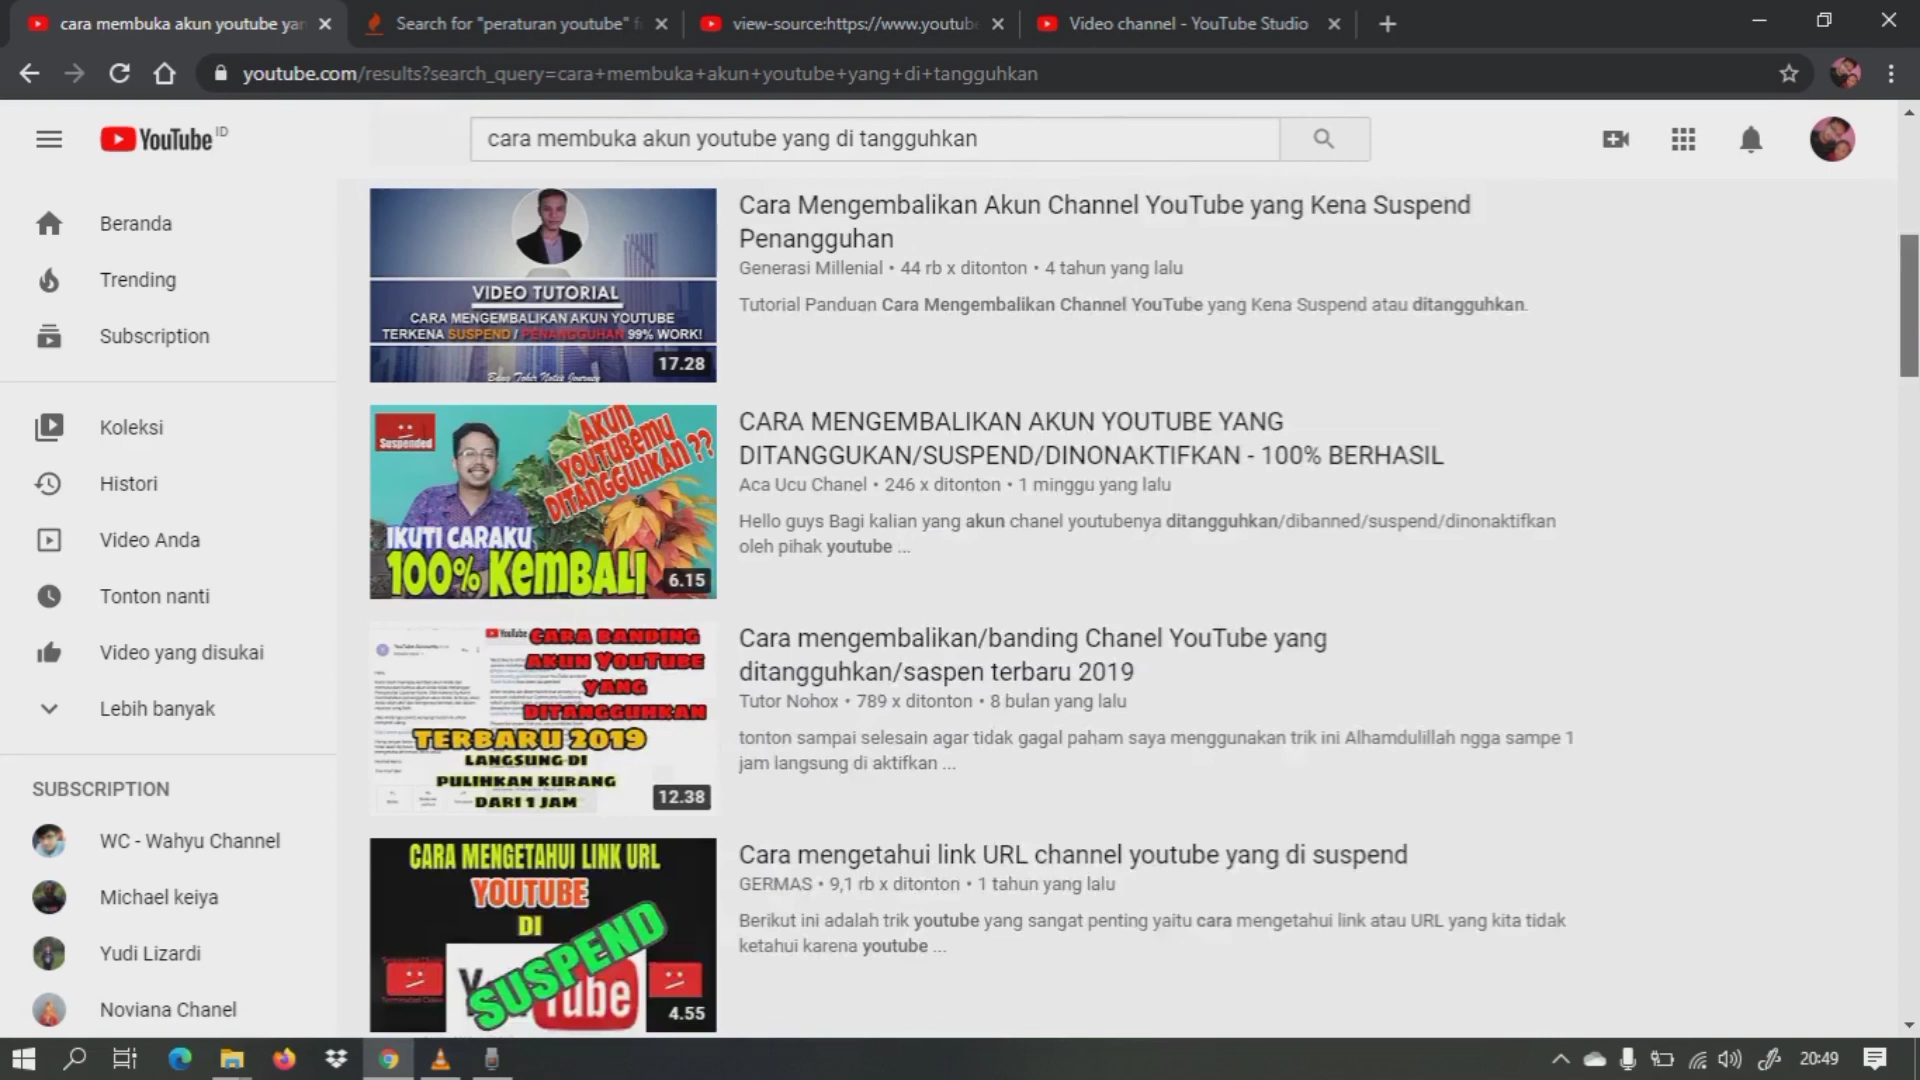 cara membuka akun youtube yan
Search for "peraturan youtube" f
view-source:https://www.youtube
Video channel - YouTube Studio
youtube.com/results?search_query=cara+membuka+akun+youtube+yang+di+tangguhkan
YouTube ID
cara membuka akun youtube yang di tangguhkan
Beranda
Trending
Subscription
Koleksi
Histori
Video Anda
Tonton nanti
Video yang disukai
Lebih banyak
SUBSCRIPTION
WC - Wahyu Channel
Michael keiya
Yudi Lizardi
Noviana Chanel
VIDEO TUTORIAL
CARA MENGEMBALIKAN AKUN YOUTUBE
TERKENA SUSPEND / PENANGGUHAN 99% WORK!
17.28
Cara Mengembalikan Akun Channel YouTube yang Kena Suspend
Penangguhan
Generasi Millenial • 44 rb x ditonton • 4 tahun yang lalu
Tutorial Panduan Cara Mengembalikan Channel YouTube yang Kena Suspend atau ditangguhkan.
Suspended
AKUN
YOUTUBEMU
DITANGGUHKAN ??
IKUTI CARAKU
100% KemBALI
6.15
CARA MENGEMBALIKAN AKUN YOUTUBE YANG
DITANGGUKAN/SUSPEND/DINONAKTIFKAN - 100% BERHASIL
Aca Ucu Chanel • 246 x ditonton • 1 minggu yang lalu
Hello guys Bagi kalian yang akun chanel youtubenya ditangguhkan/dibanned/suspend/dinonaktifkan
oleh pihak youtube ...
YouTube
CARA BANDING
AKUN YOUTUBE
YANG
DITANGGUHKAN
TERBARU 2019
LANGSUNG DI
PULIHKAN KURANG
DARI 1 JAM
12.38
Cara mengembalikan/banding Chanel YouTube yang
ditangguhkan/saspen terbaru 2019
Tutor Nohox • 789 x ditonton • 8 bulan yang lalu
tonton sampai selesain agar tidak gagal paham saya menggunakan trik ini Alhamdulillah ngga sampe 1
jam langsung di aktifkan ...
CARA MENGETAHUI LINK URL
YOUTUBE
DI
SUSPEND
4.55
Cara mengetahui link URL channel youtube yang di suspend
GERMAS • 9,1 rb x ditonton • 1 tahun yang lalu
Berikut ini adalah trik youtube yang sangat penting yaitu cara mengetahui link atau URL yang kita tidak
ketahui karena youtube ...
20:49